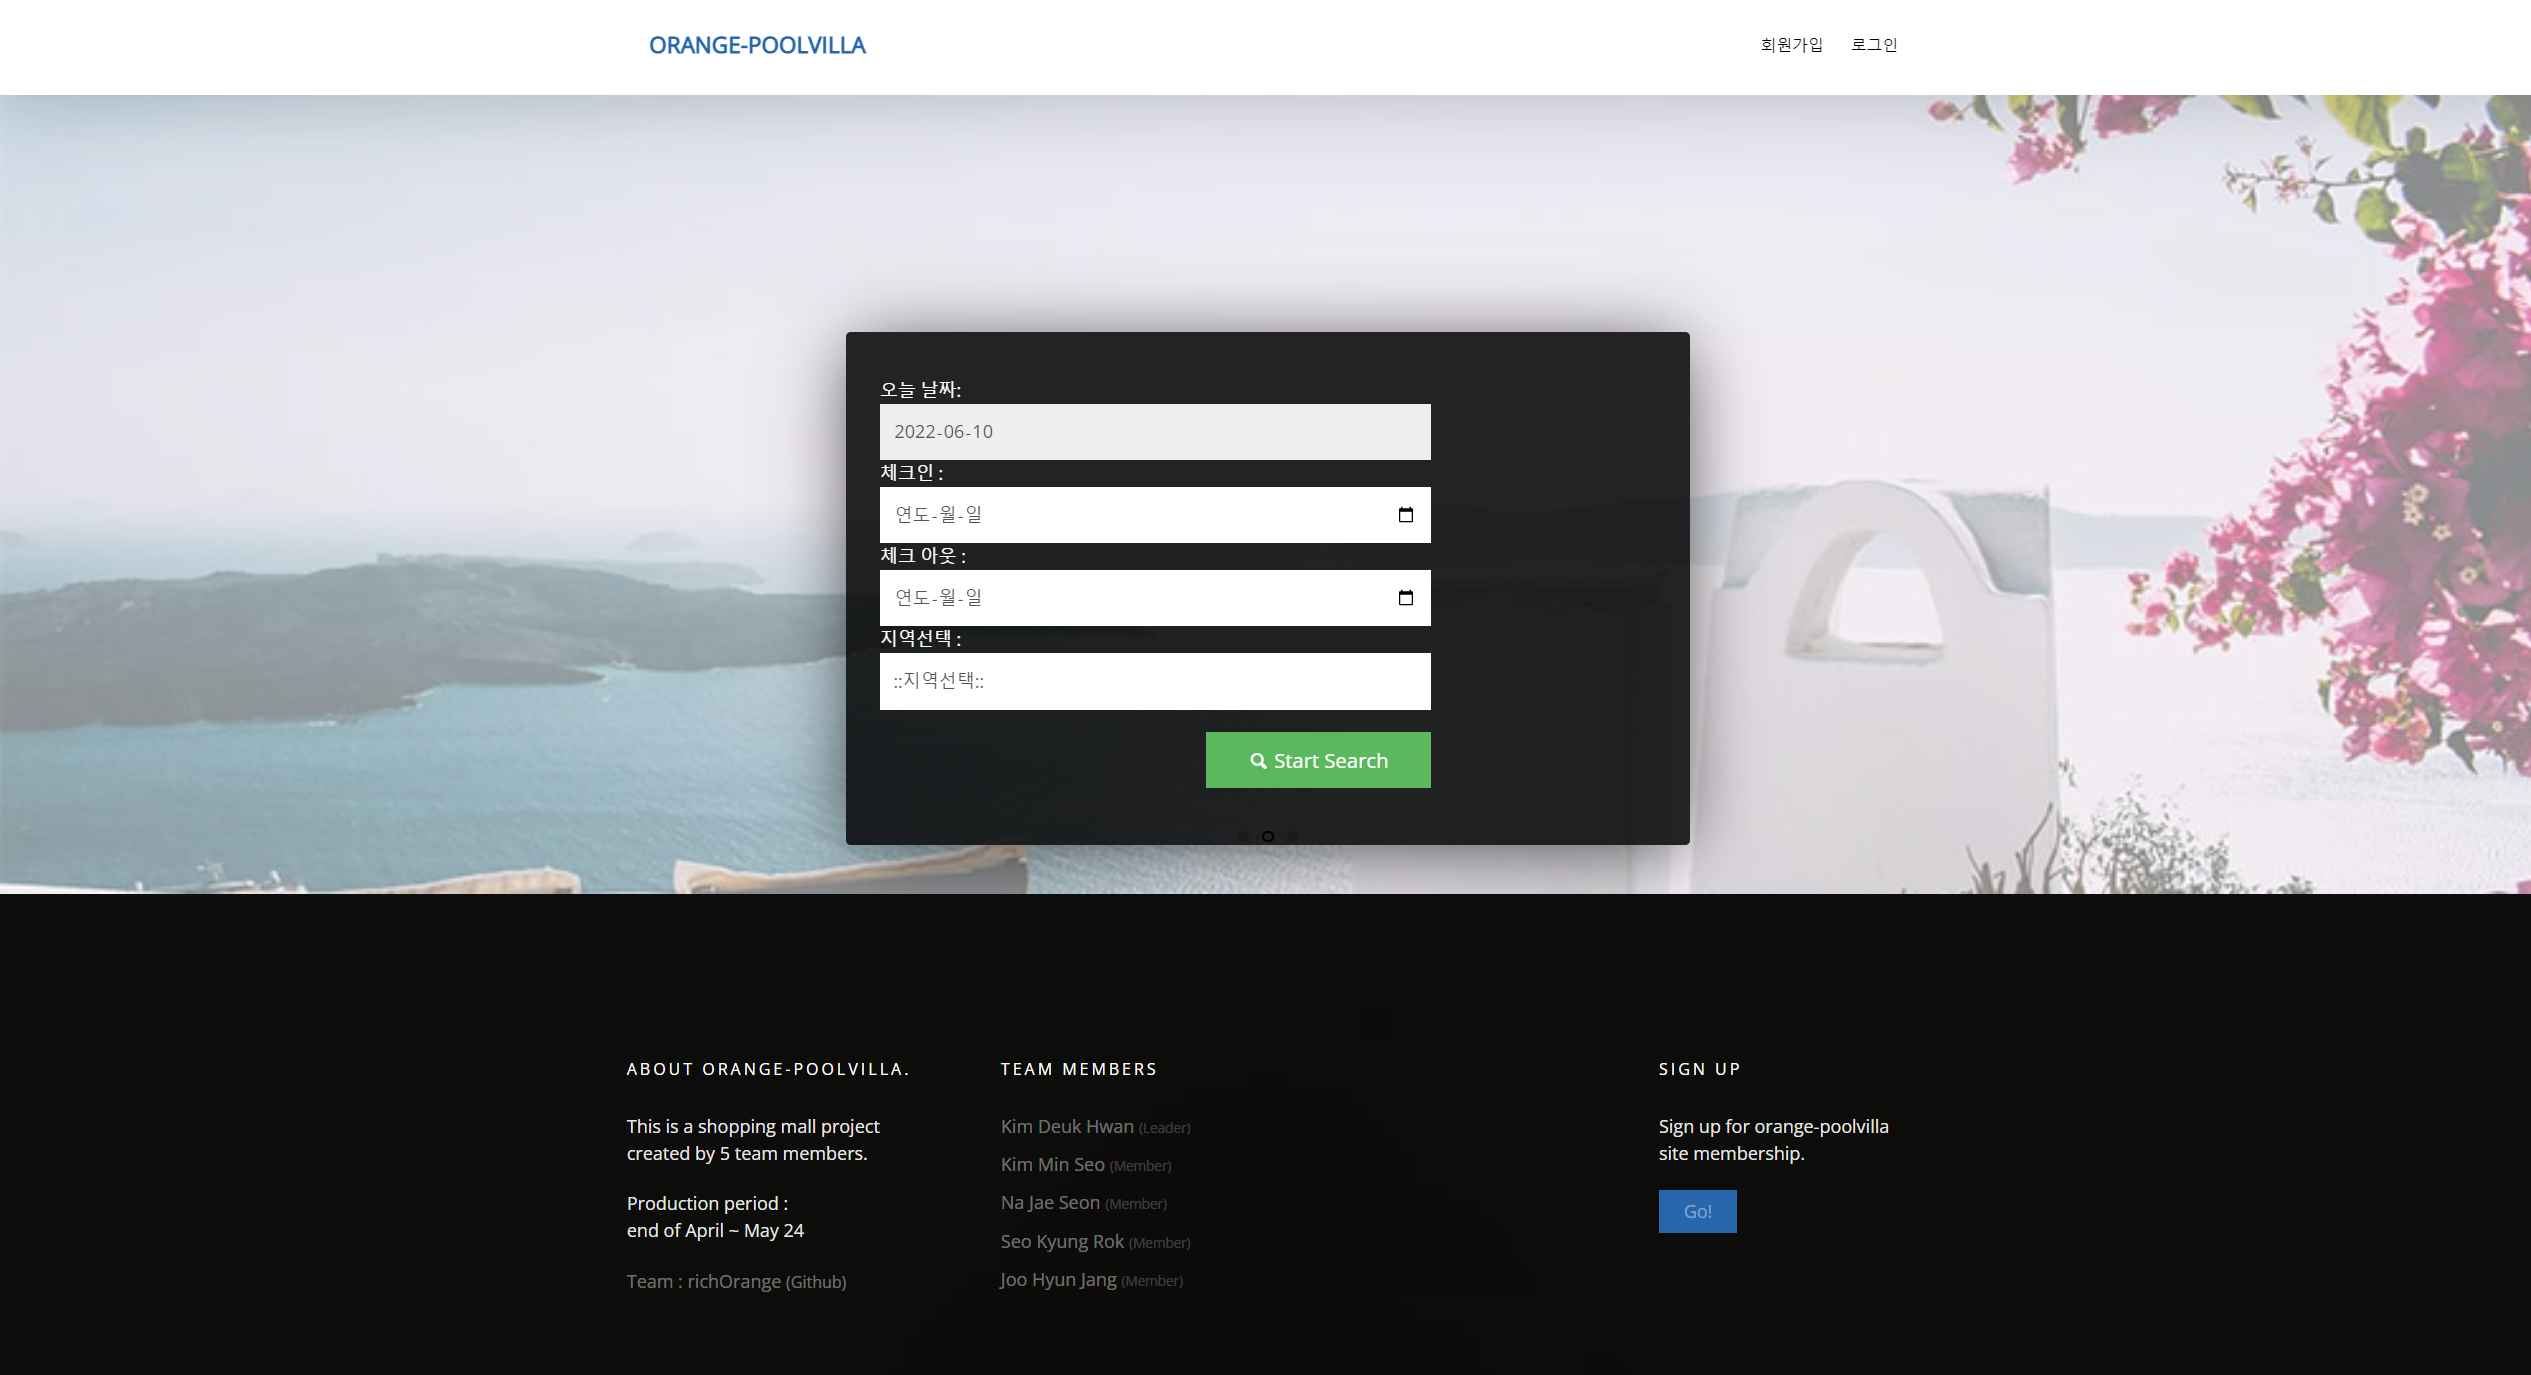 ORANGE-POOLVILLA
회원가입 로그인
오늘 날짜:
2022-06-10
체크인 :
연도-월-일
체크 아웃 :
연도-월-일
지역선택 :
::지역선택::
Start Search
ABOUT ORANGE-POOLVILLA.
This is a shopping mall project
created by 5 team members.
Production period :
end of April ~ May 24
Team : richOrange (Github)
TEAM MEMBERS
Kim Deuk Hwan (Leader)
Kim Min Seo (Member)
Na Jae Seon (Member)
Seo Kyung Rok (Member)
Joo Hyun Jang (Member)
SIGN UP
Sign up for orange-poolvilla
site membership.
Go!